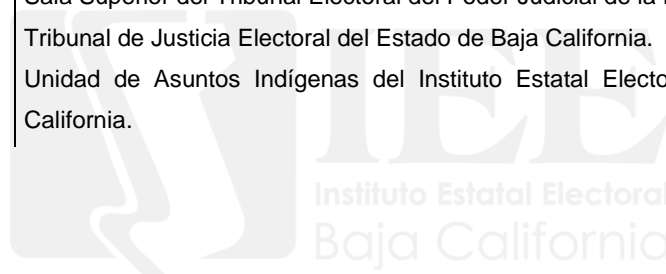 Sala Superior del Tribunal Electoral del Poder Judicial de la
Tribunal de Justicia Electoral del Estado de Baja California.
Unidad de Asuntos Indígenas del Instituto Estatal Electo
California.
IEE
Instituto Estatal Electoral
Baja California